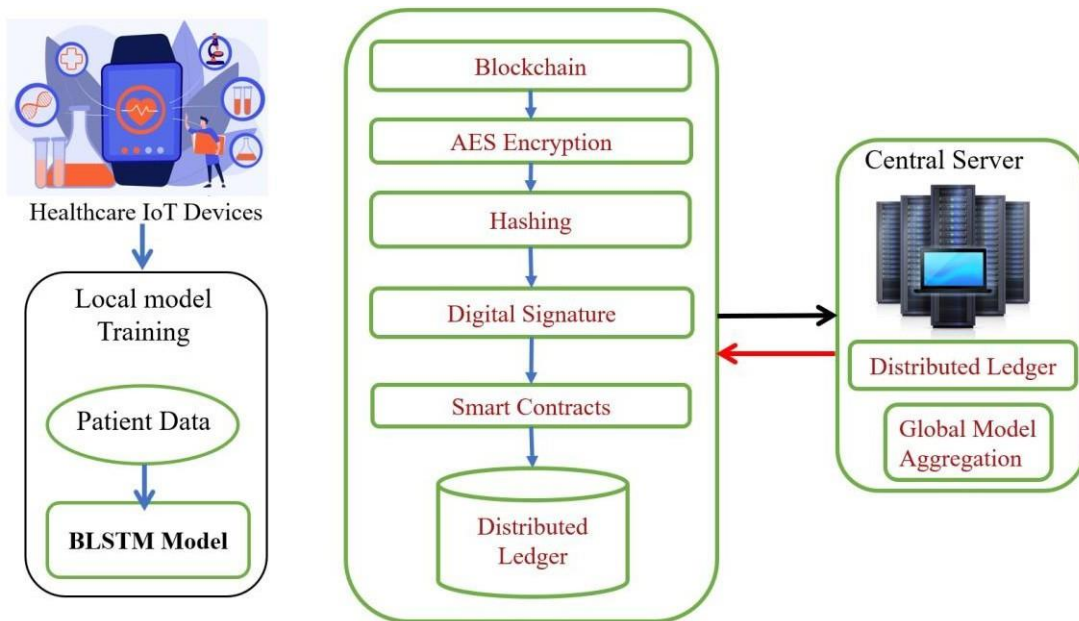 Healthcare IoT Devices
Local model
Training
Patient Data
BLSTM Model
Blockchain
AES Encryption
Hashing
Digital Signature
Smart Contracts
Distributed
Ledger
Central Server
Distributed Ledger
Global Model
Aggregation